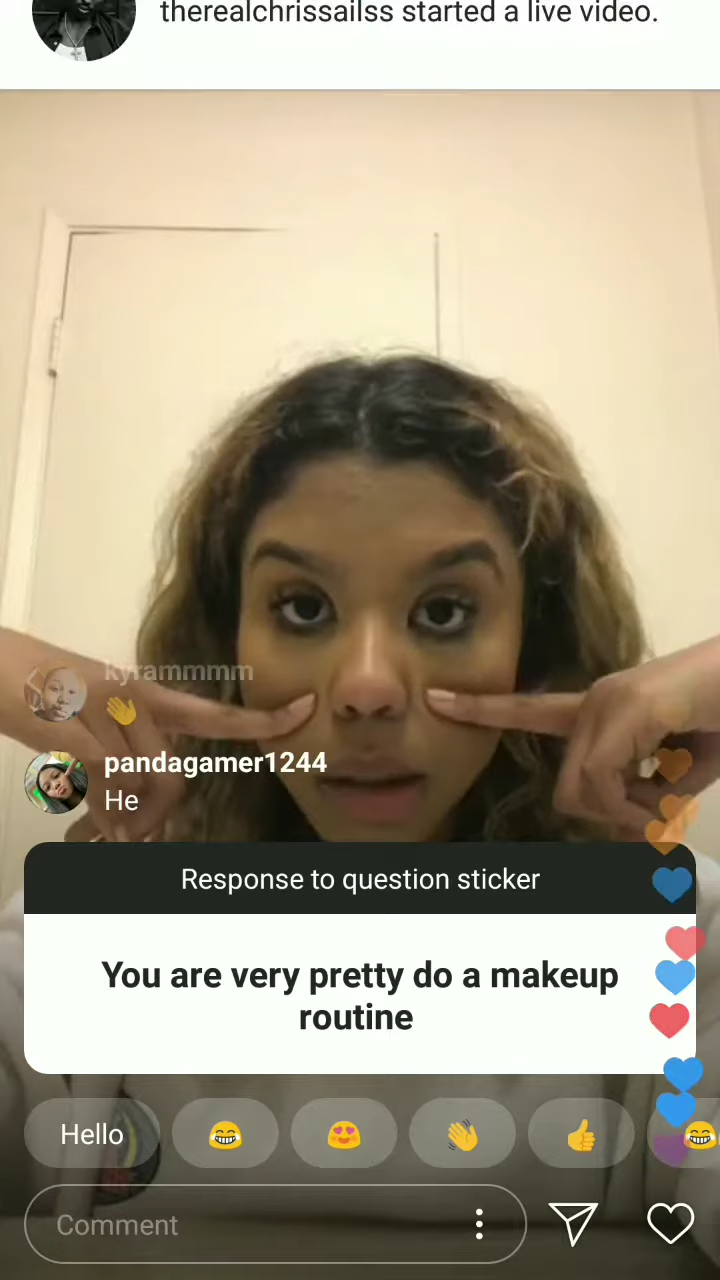 therealchrissailss started a live video.
kyrammmm
👋
pandagamer1244
He
Response to question sticker
You are very pretty do a makeup
routine
Hello
😂
😍
👋
👍
😂
Comment